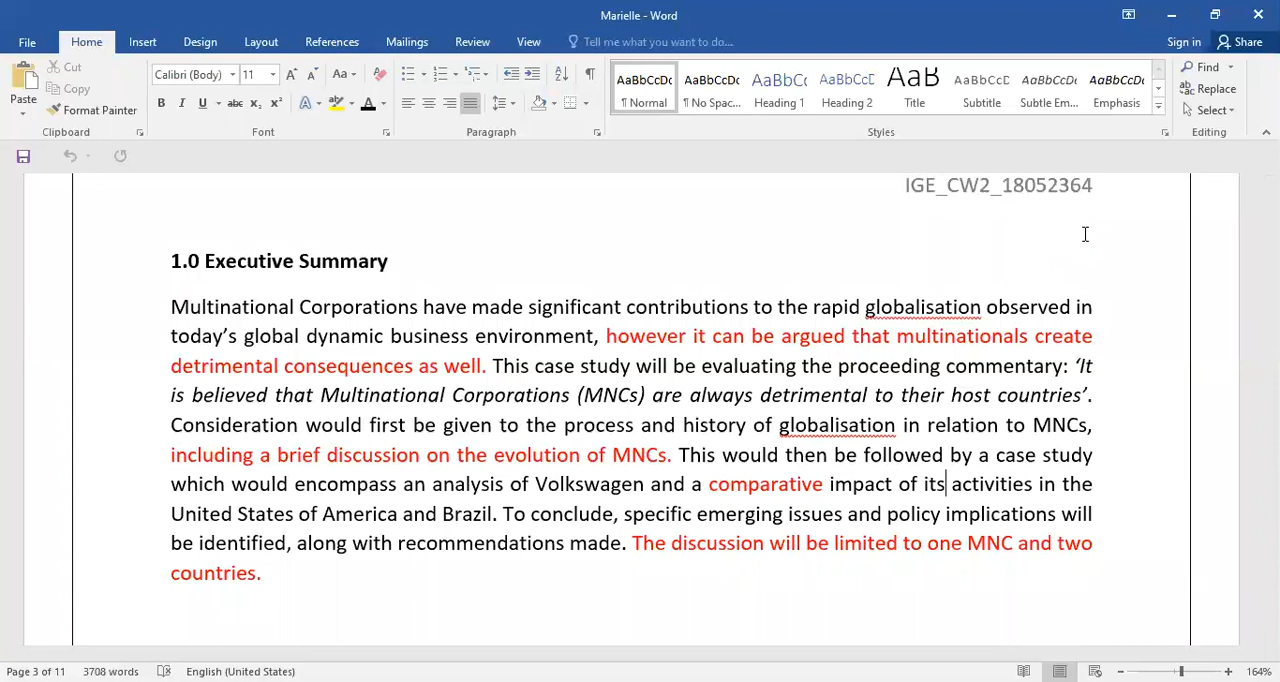 Marielle - Word
File Home Insert Design Layout References Mailings Review View Tell me what you want to do... Sign in Share
Cut
Copy
Format Painter
Paste
Calibri (Body) 11
AaBbCcDc AaBbCcDc AaBbCc AaBbCcD AaB AaBbCcD AaBbCcDc AaBbCcDc
¶ Normal ¶ No Spac... Heading 1 Heading 2 Title Subtitle Subtle Em... Emphasis
Find
Replace
Select
Clipboard Font Paragraph Styles Editing
IGE_CW2_18052364
1.0 Executive Summary
Multinational Corporations have made significant contributions to the rapid globalisation observed in
today’s global dynamic business environment, however it can be argued that multinationals create
detrimental consequences as well. This case study will be evaluating the proceeding commentary: ‘It
is believed that Multinational Corporations (MNCs) are always detrimental to their host countries’.
Consideration would first be given to the process and history of globalisation in relation to MNCs,
including a brief discussion on the evolution of MNCs. This would then be followed by a case study
which would encompass an analysis of Volkswagen and a comparative impact of its activities in the
United States of America and Brazil. To conclude, specific emerging issues and policy implications will
be identified, along with recommendations made. The discussion will be limited to one MNC and two
countries.
Page 3 of 11 3708 words English (United States) 164%